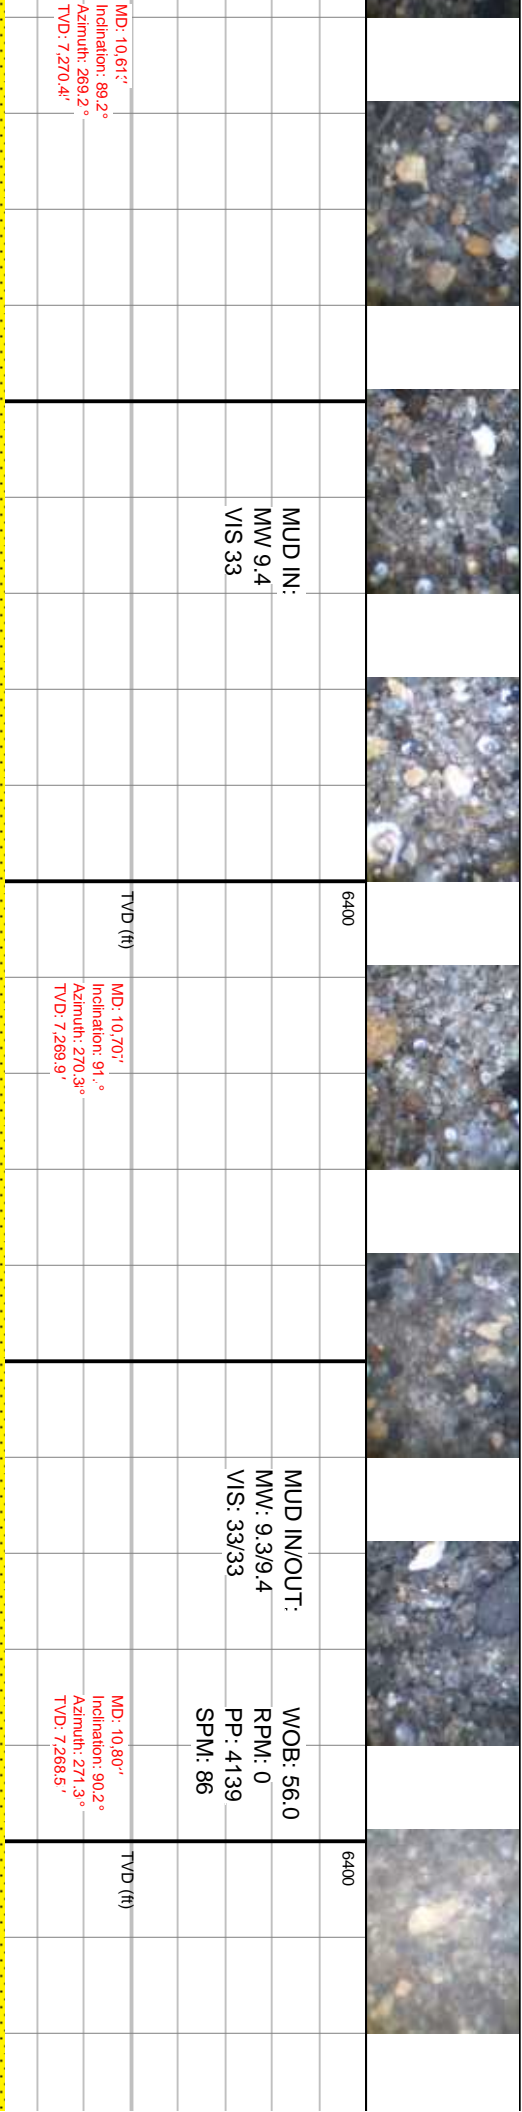 MD: 10,61
Inclination: 89.2°
Azimuth: 269.2 °
TVD: 7,270.4'
MUD IN:
MW 9.4
VIS 33
6400
TVD (ft)
MD: 10,70
Inclination: 91.
Azimuth: 270.3
TVD: 7,269.9'
MUD IN/OUT:
MW: 9.3/9.4
VIS: 33/33
WOB: 56.0
RPM: 0
PP: 4139
SPM: 86
MD: 10,80
Inclination: 90.2°
Azimuth: 271.3
TVD: 7,268.5'
6400
TVD (ft)